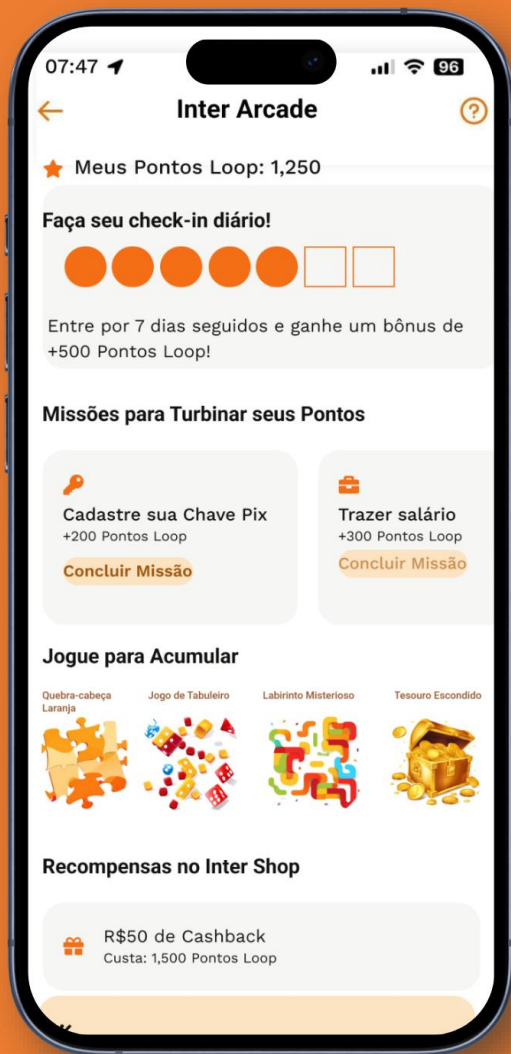 07:47
96
Inter Arcade
Meus Pontos Loop: 1,250
Faça seu check-in diário!
Entre por 7 dias seguidos e ganhe um bônus de
+500 Pontos Loop!
Missões para Turbinar seus Pontos
Cadastre sua Chave Pix
+200 Pontos Loop
Concluir Missão
Trazer salário
+300 Pontos Loop
Concluir Missão
Jogue para Acumular
Quebra-cabeça
Laranja
Jogo de Tabuleiro
Labirinto Misterioso
Tesouro Escondido
Recompensas no Inter Shop
R$50 de Cashback
Custa: 1,500 Pontos Loop